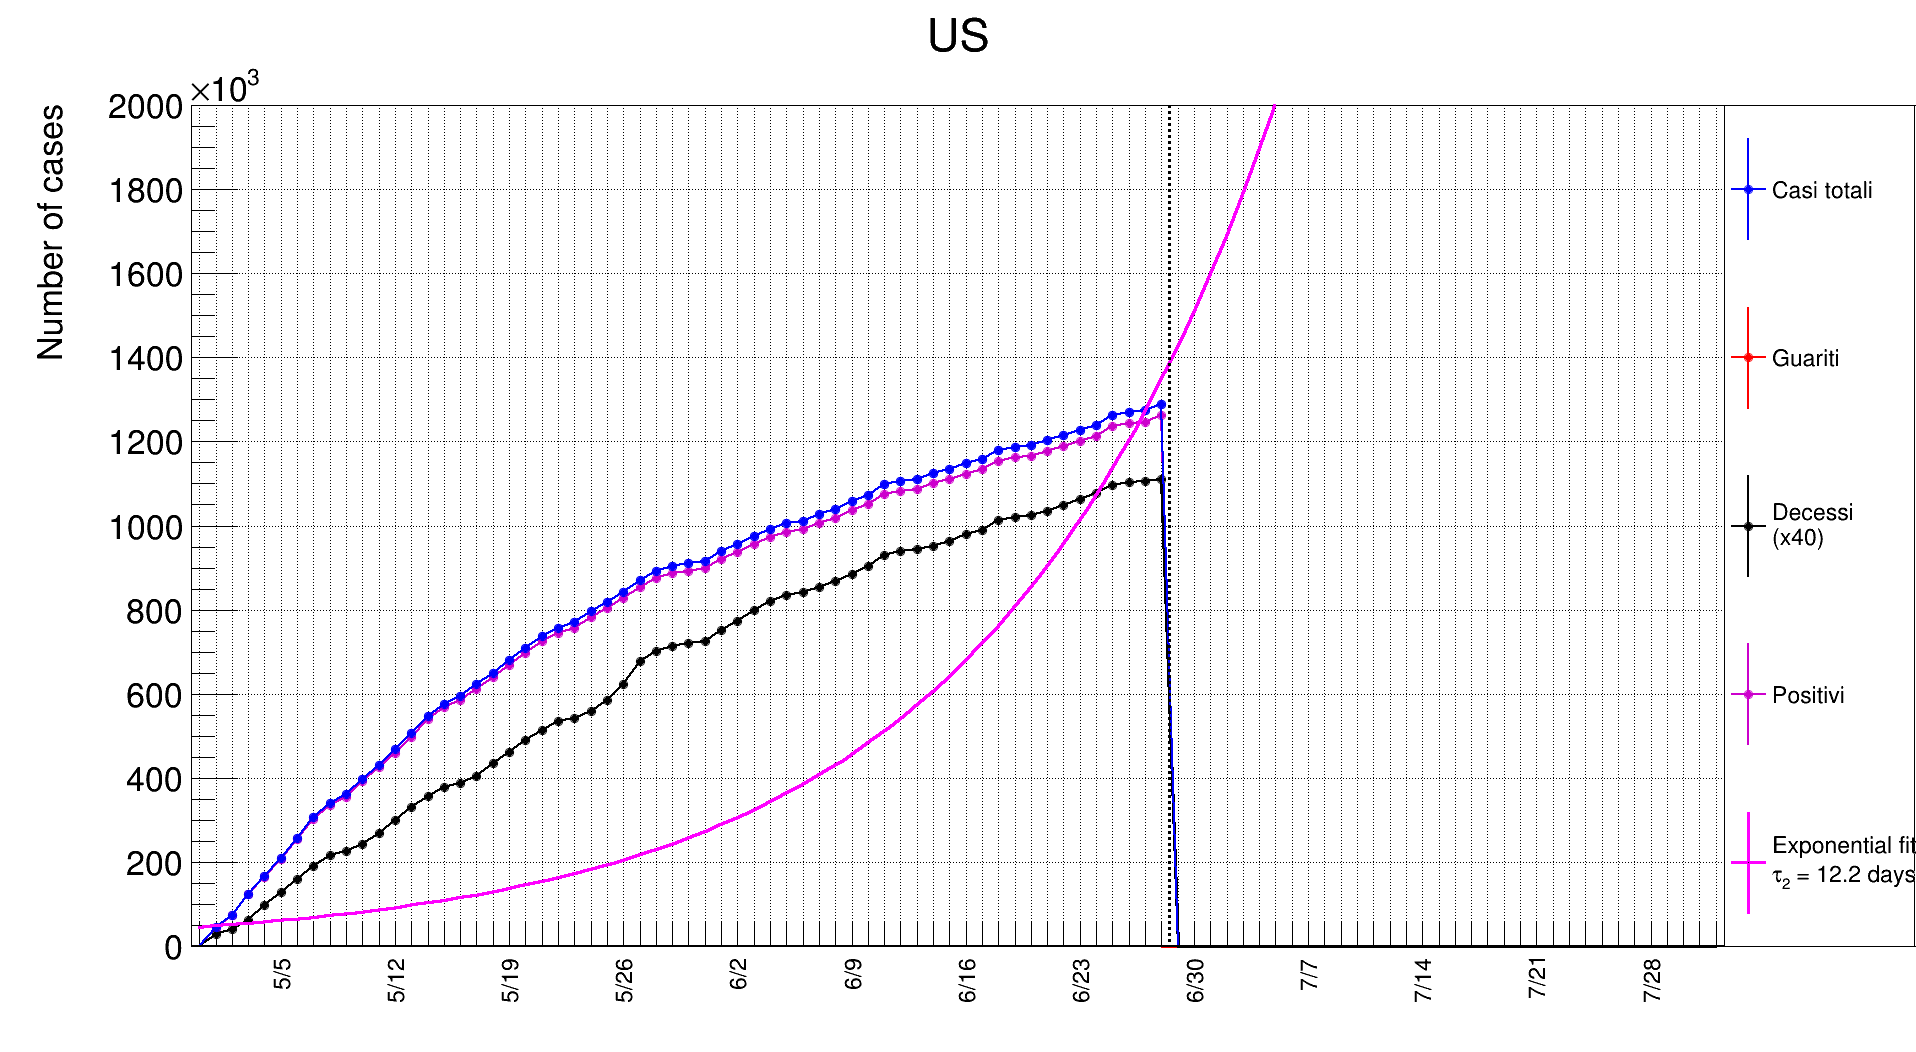 US
×10³
Number of cases
2000
1800
1600
1400
1200
1000
800
600
400
200
0
5/5
5/12
5/19
5/26
6/2
6/9
6/16
6/23
6/30
7/7
7/14
7/21
7/28
Casi totali
Guariti
Decessi
(x40)
Positivi
Exponential fit
τ₂ = 12.2 days